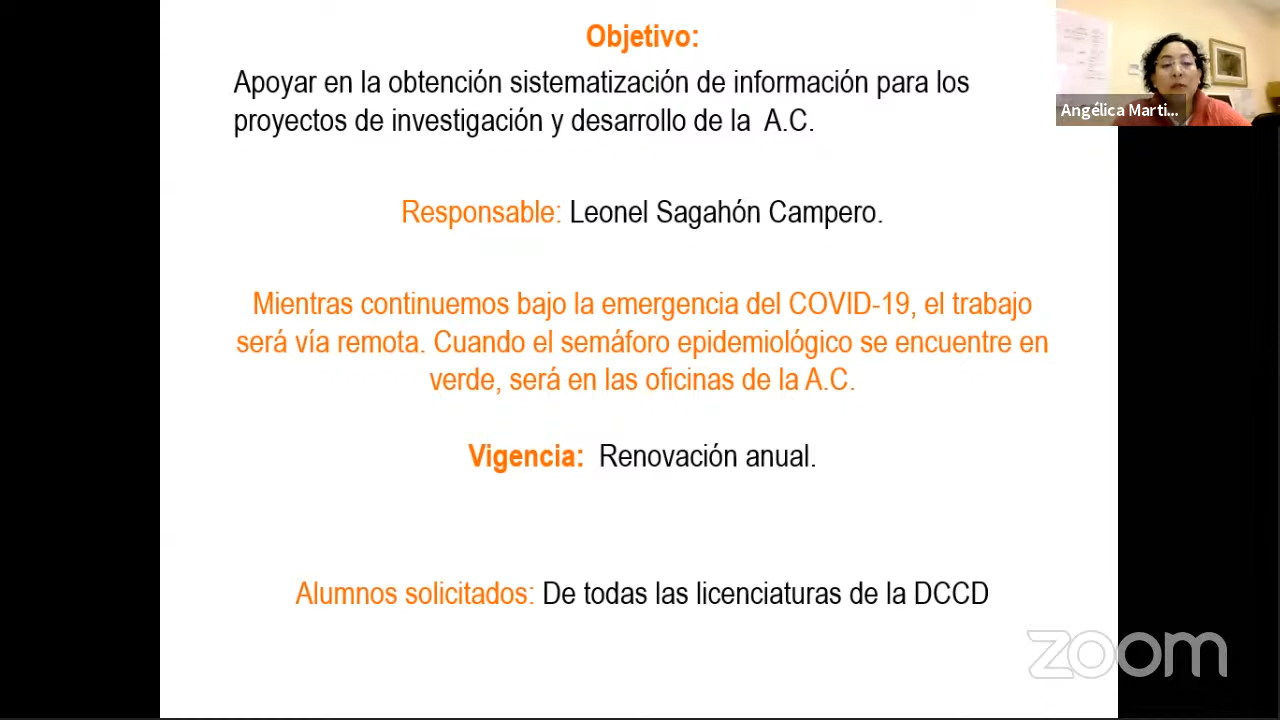 Objetivo:
Apoyar en la obtención sistematización de información para los
proyectos de investigación y desarrollo de la A.C.
Responsable: Leonel Sagahón Campero.
Mientras continuemos bajo la emergencia del COVID-19, el trabajo
será vía remota. Cuando el semáforo epidemiológico se encuentre en
verde, será en las oficinas de la A.C.
Vigencia: Renovación anual.
Alumnos solicitados: De todas las licenciaturas de la DCCD
Angélica Marti...
zoom